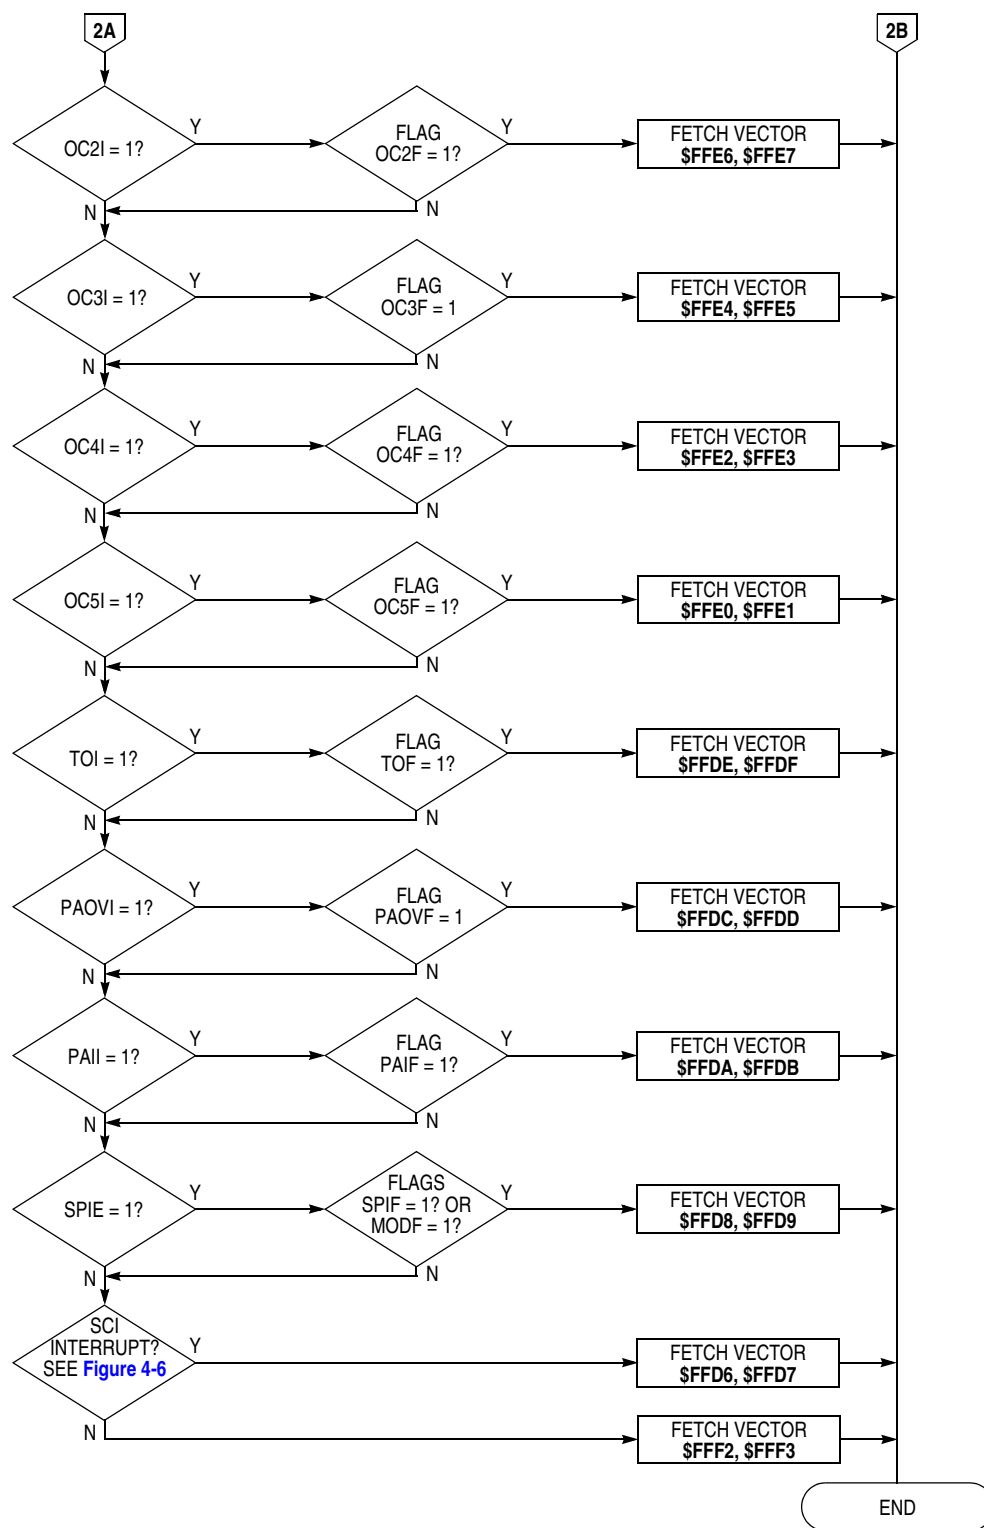 2A
2B
OC2I = 1?
Y
FLAG
OC2F = 1?
Y
FETCH VECTOR
$FFE6, $FFE7
N
N
OC3I = 1?
Y
FLAG
OC3F = 1
Y
FETCH VECTOR
$FFE4, $FFE5
N
N
OC4I = 1?
Y
FLAG
OC4F = 1?
Y
FETCH VECTOR
$FFE2, $FFE3
N
N
OC5I = 1?
Y
FLAG
OC5F = 1?
Y
FETCH VECTOR
$FFE0, $FFE1
N
N
TOI = 1?
Y
FLAG
TOF = 1?
Y
FETCH VECTOR
$FFDE, $FFDF
N
N
PAOVI = 1?
Y
FLAG
PAOVF = 1
Y
FETCH VECTOR
$FFDC, $FFDD
N
N
PAII = 1?
Y
FLAG
PAIF = 1?
Y
FETCH VECTOR
$FFDA, $FFDB
N
N
SPIE = 1?
Y
FLAGS
SPIF = 1? OR
MODF = 1?
Y
FETCH VECTOR
$FFD8, $FFD9
N
N
SCI
INTERRUPT?
SEE Figure 4-6
Y
FETCH VECTOR
$FFD6, $FFD7
N
FETCH VECTOR
$FFF2, $FFF3
END